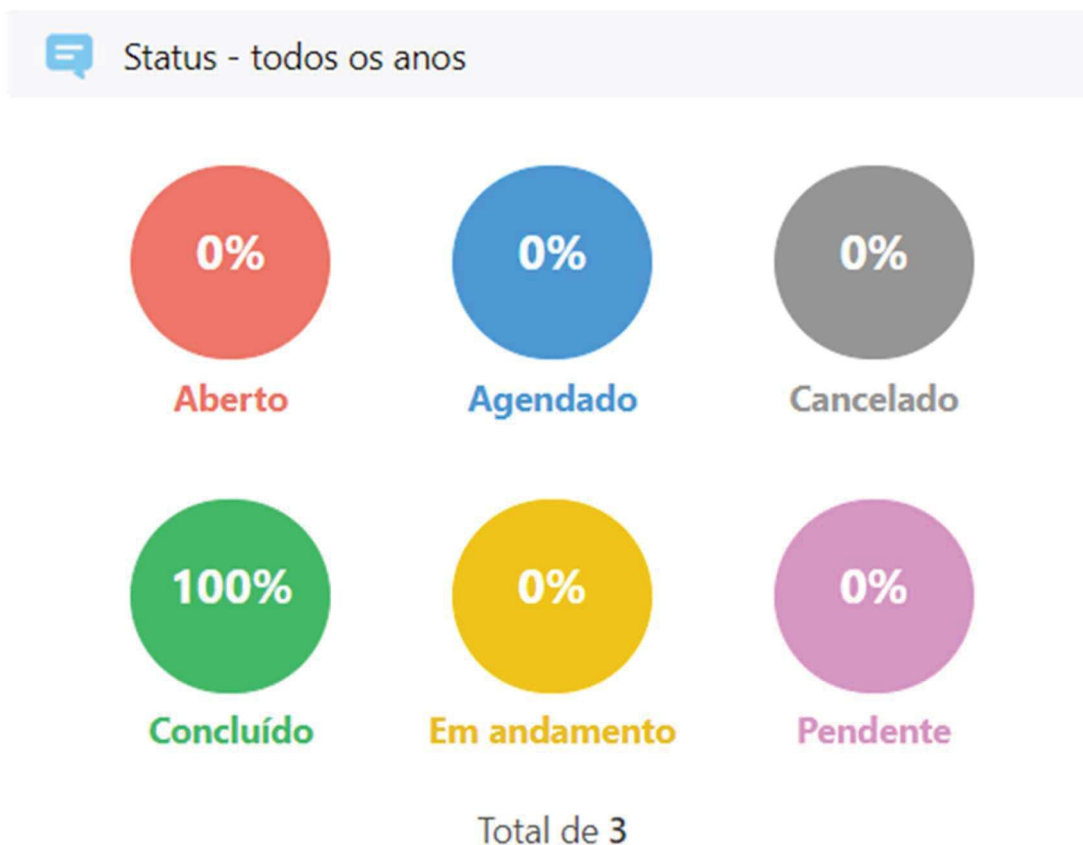 Status - todos os anos
0% 0% 0%
Aberto Agendado Cancelado
100% 0% 0%
Concluído Em andamento Pendente
Total de 3